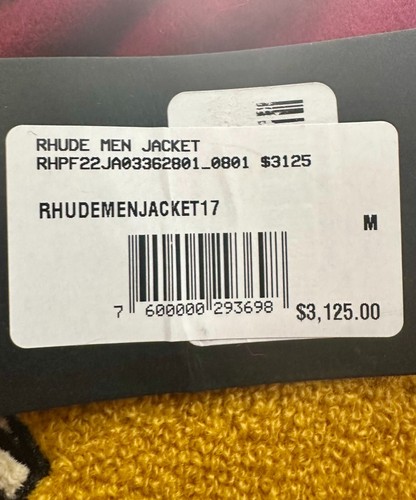 RHUDE MEN JACKET
RHPF22JA03362801_0801 $3125
RHUDEMENJACKET17
M
7 600000 293698
$3,125.00